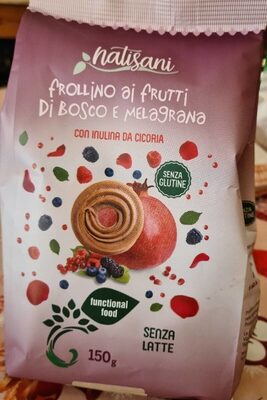 natisani
FROLLINO AI FRUTTI
DI BOSCO E MELAGRANA
CON INULINA DA CICORIA
SENZA
GLUTINE
functional
food
SENZA
LATTE
150g